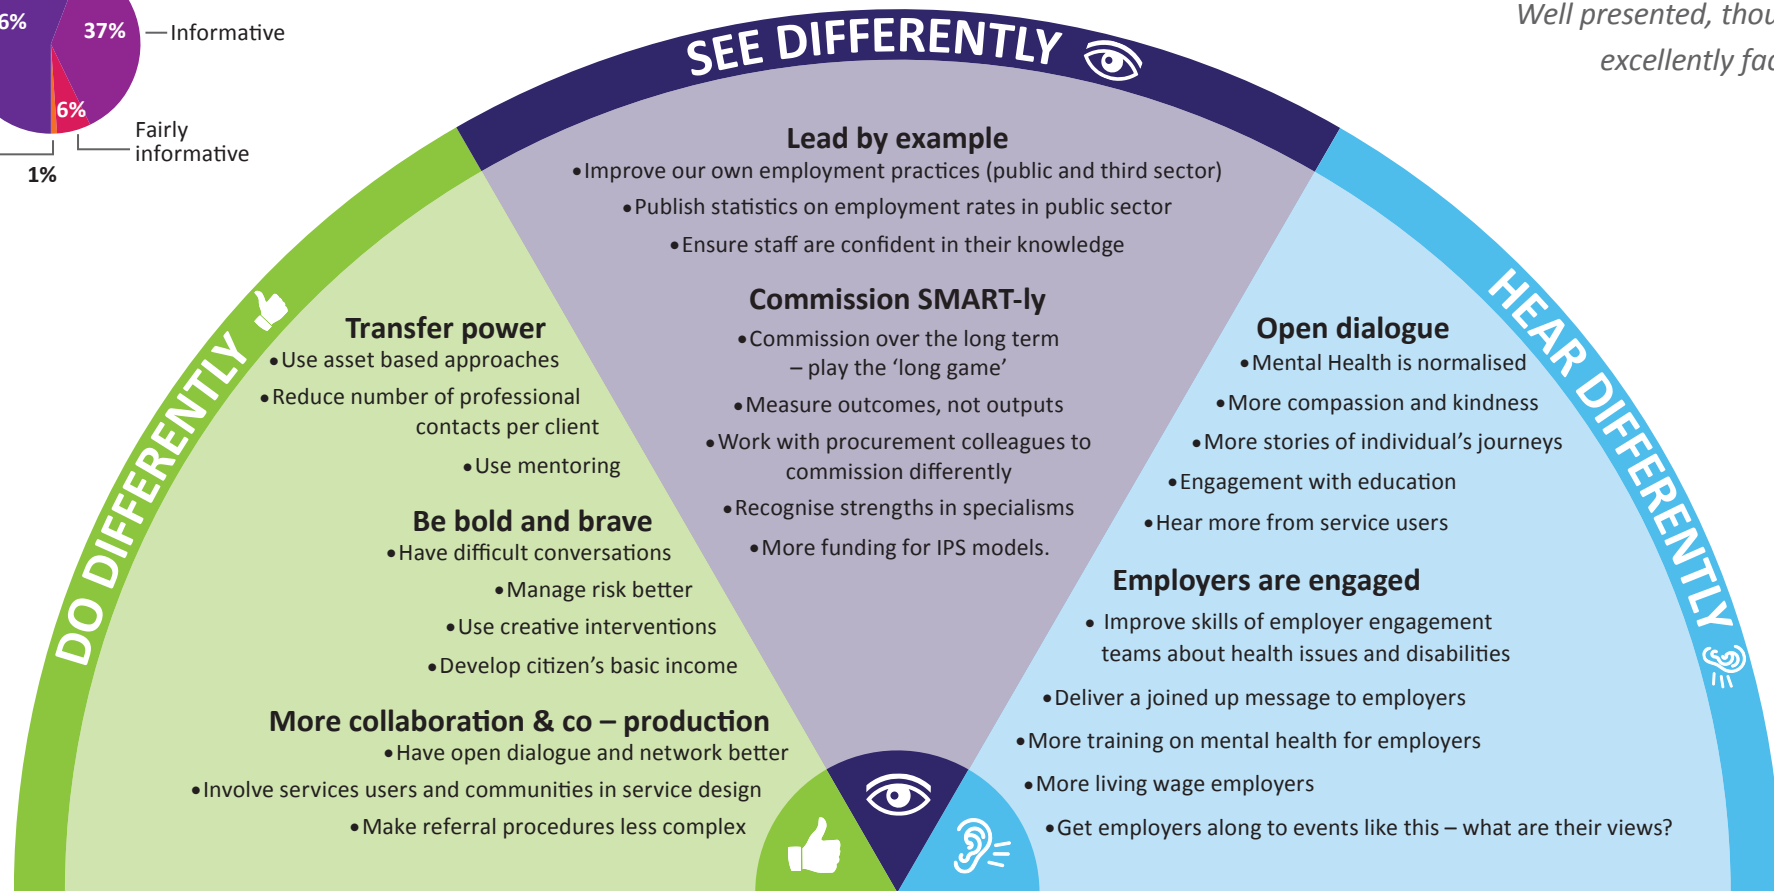 6%
37%
Informative
6%
Fairly
informative
1%
Well presented,
excellently
SEE DIFFERENTLY
Lead by example
•Improve our own employment practices (public and third sector)
•Publish statistics on employment rates in public sector
•Ensure staff are confident in their knowledge
Commission SMART-ly
•Commission over the long term
– play the ‘long game’
•Measure outcomes, not outputs
•Work with procurement colleagues to
commission differently
•Recognise strengths in specialisms
•More funding for IPS models.
DO DIFFERENTLY
Transfer power
•Use asset based approaches
•Reduce number of professional
contacts per client
•Use mentoring
Be bold and brave
•Have difficult conversations
•Manage risk better
•Use creative interventions
•Develop citizen’s basic income
More collaboration & co – production
•Have open dialogue and network better
•Involve services users and communities in service design
•Make referral procedures less complex
HEAR DIFFERENTLY
Open dialogue
•Mental Health is normalised
•More compassion and kindness
•More stories of individual’s journeys
•Engagement with education
•Hear more from service users
Employers are engaged
• Improve skills of employer engagement
teams about health issues and disabilities
•Deliver a joined up message to employers
•More training on mental health for employers
•More living wage employers
•Get employers along to events like this – what are their views?